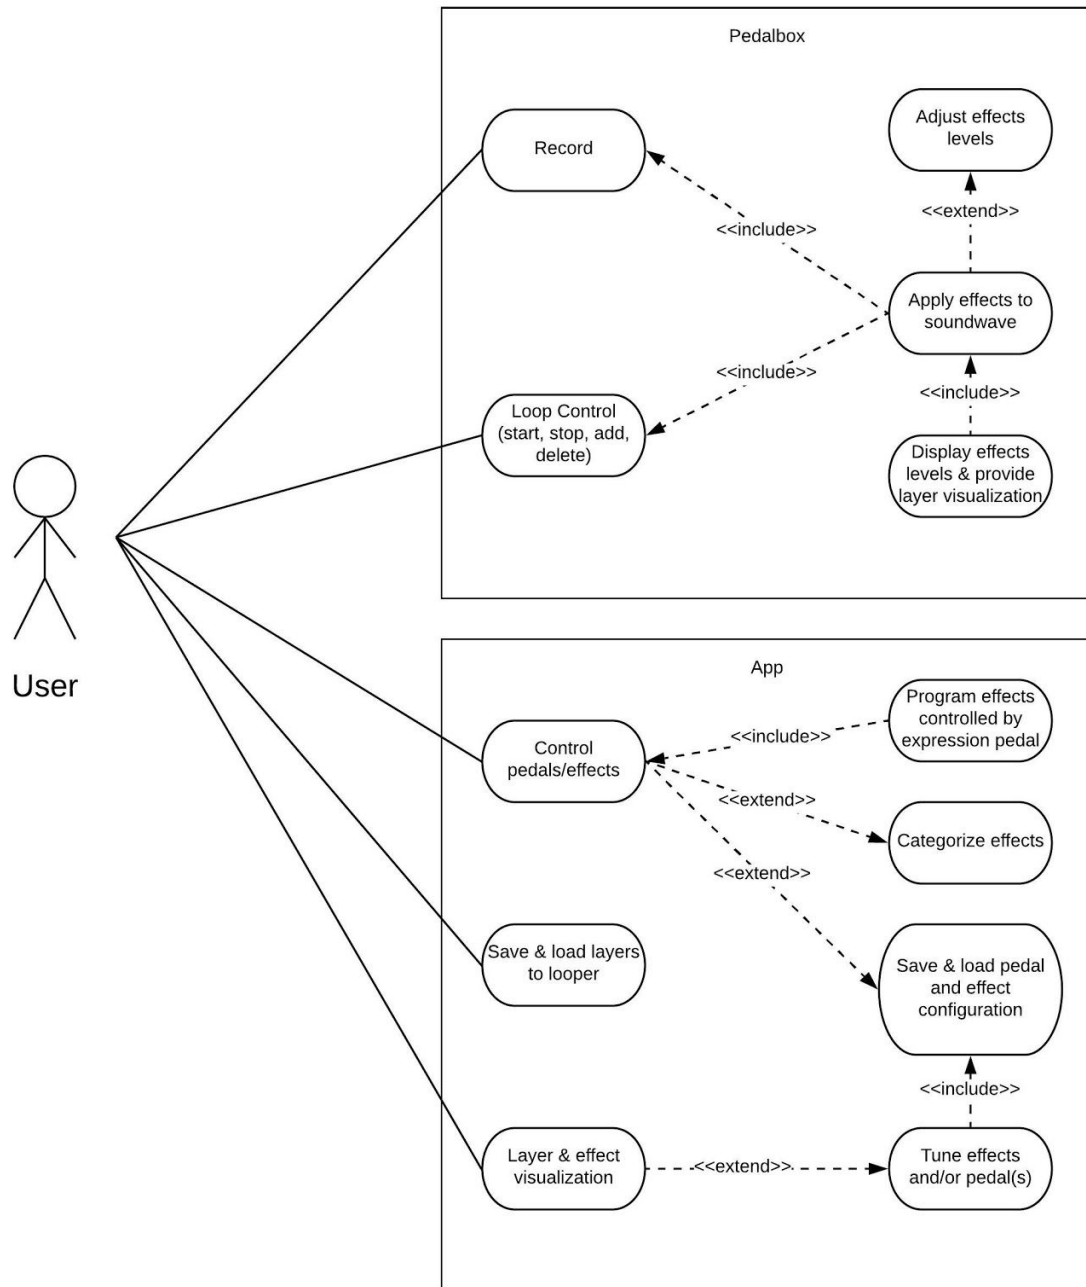 Pedalbox
Record
Adjust effects
levels
<<extend>>
<<include>>
Apply effects to
soundwave
<<include>>
<<include>>
Loop Control
(start, stop, add,
delete)
Display effects
levels & provide
layer visualization
User
App
Program effects
controlled by
expression pedal
<<include>>
Control
pedals/effects
<<extend>>
Categorize effects
<<extend>>
Save & load layers
to looper
Save & load pedal
and effect
configuration
<<include>>
Layer & effect
visualization
<<extend>>
Tune effects
and/or pedal(s)